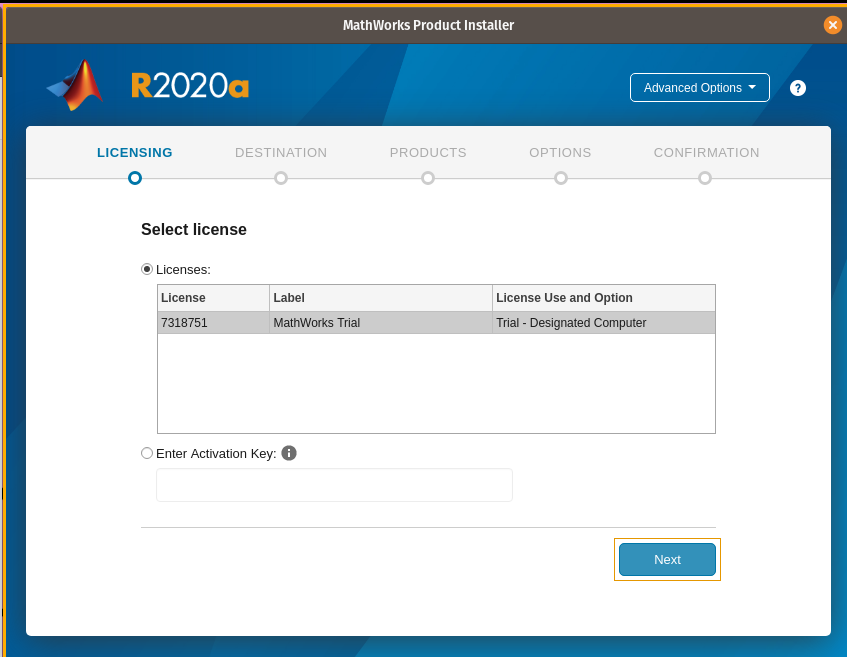 MathWorks Product Installer
R2020a
Advanced Options
?
LICENSING DESTINATION PRODUCTS OPTIONS CONFIRMATION
Select license
Licenses:
License Label License Use and Option
7318751 MathWorks Trial Trial - Designated Computer
Enter Activation Key:
Next